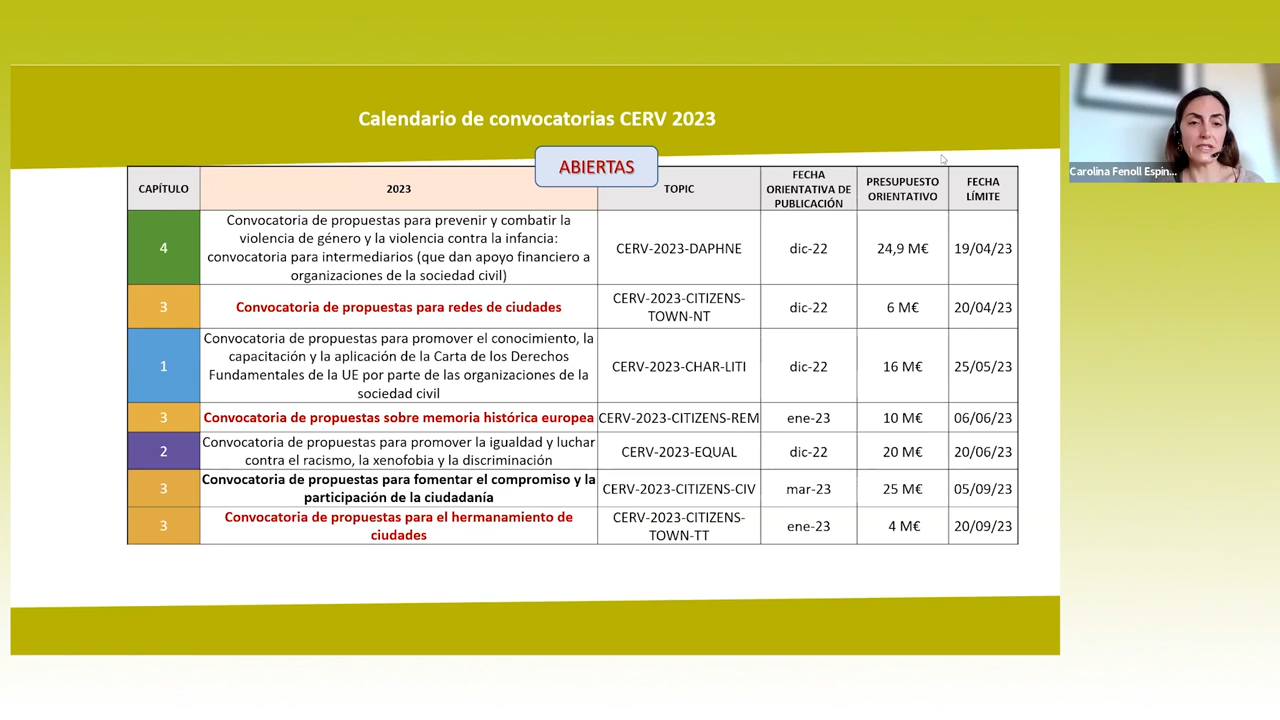 Calendario de convocatorias CERV 2023
ABIERTAS
CAPÍTULO
2023
TOPIC
FECHA
ORIENTATIVA DE
PUBLICACIÓN
PRESUPUESTO
ORIENTATIVO
FECHA
LÍMITE
4
Convocatoria de propuestas para prevenir y combatir la
violencia de género y la violencia contra la infancia:
convocatoria para intermediarios (que dan apoyo financiero a
organizaciones de la sociedad civil)
CERV-2023-DAPHNE
dic-22
24,9 M€
19/04/23
3
Convocatoria de propuestas para redes de ciudades
CERV-2023-CITIZENS-
TOWN-NT
dic-22
6 M€
20/04/23
1
Convocatoria de propuestas para promover el conocimiento, la
capacitación y la aplicación de la Carta de los Derechos
Fundamentales de la UE por parte de las organizaciones de la
sociedad civil
CERV-2023-CHAR-LITI
dic-22
16 M€
25/05/23
3
Convocatoria de propuestas sobre memoria histórica europea
CERV-2023-CITIZENS-REM
ene-23
10 M€
06/06/23
2
Convocatoria de propuestas para promover la igualdad y luchar
contra el racismo, la xenofobia y la discriminación
CERV-2023-EQUAL
dic-22
20 M€
20/06/23
3
Convocatoria de propuestas para fomentar el compromiso y la
participación de la ciudadanía
CERV-2023-CITIZENS-CIV
mar-23
25 M€
05/09/23
3
Convocatoria de propuestas para el hermanamiento de
ciudades
CERV-2023-CITIZENS-
TOWN-TT
ene-23
4 M€
20/09/23
Carolina Fenoll Espin...